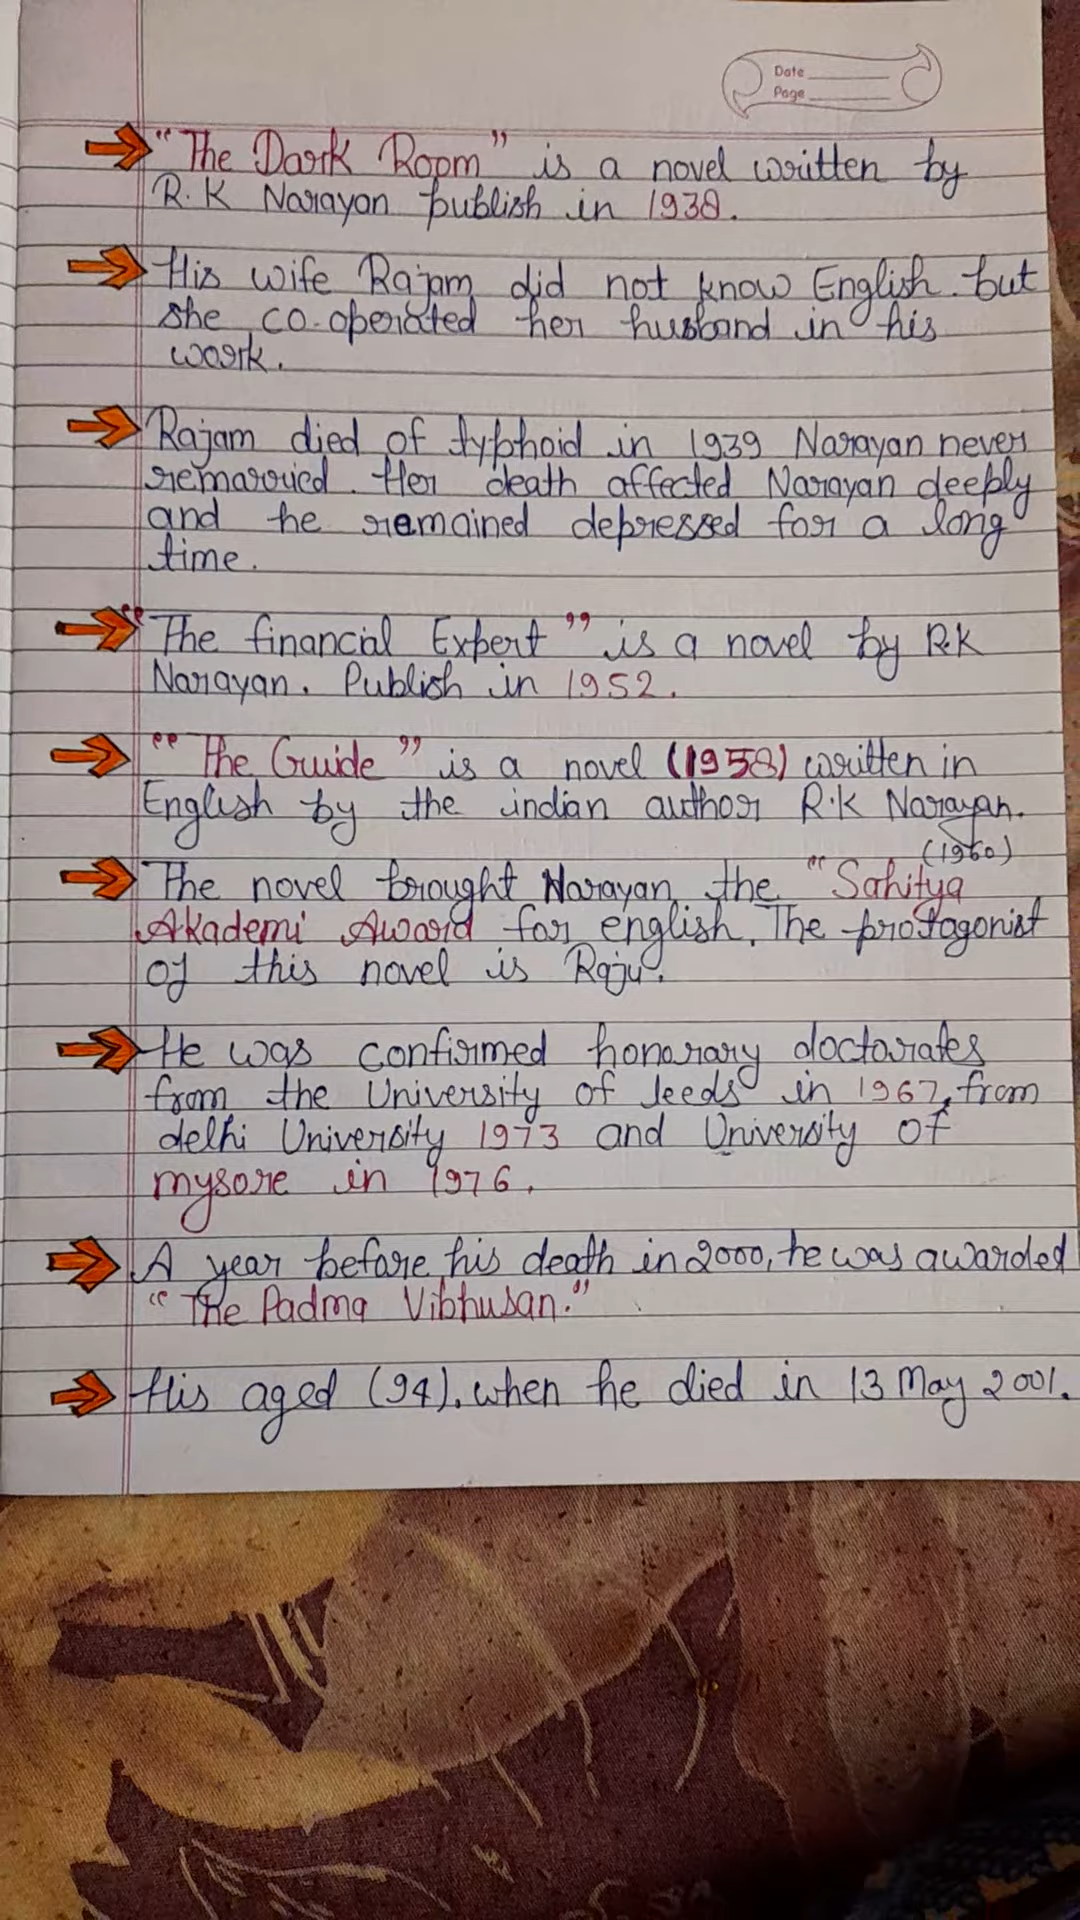 Date
Page
"The Dark Room" is a novel written by
R.K Narayan publish in 1938.
His wife Rajam did not know English but
she co-operated her husband in his
work.
Rajam died of typhoid in 1939 Narayan never
remarried. Her death affected Narayan deeply
and he remained depressed for a long
time.
"The financial Expert" is a novel by R.K
Narayan. Publish in 1952.
"The Guide" is a novel (1958) written in
English by the indian author R.K Narayan.
(1960)
The novel brought Narayan the "Sahitya
Akademi Award for english. The protagonist
of this novel is Raju.
He was confirmed honorary doctorates
from the University of leeds in 1967, from
delhi University 1973 and University of
mysore in 1976.
A year before his death in 2000, he was awarded
"The Padma Vibhusan."
His aged (94). when he died in 13 May 2001.